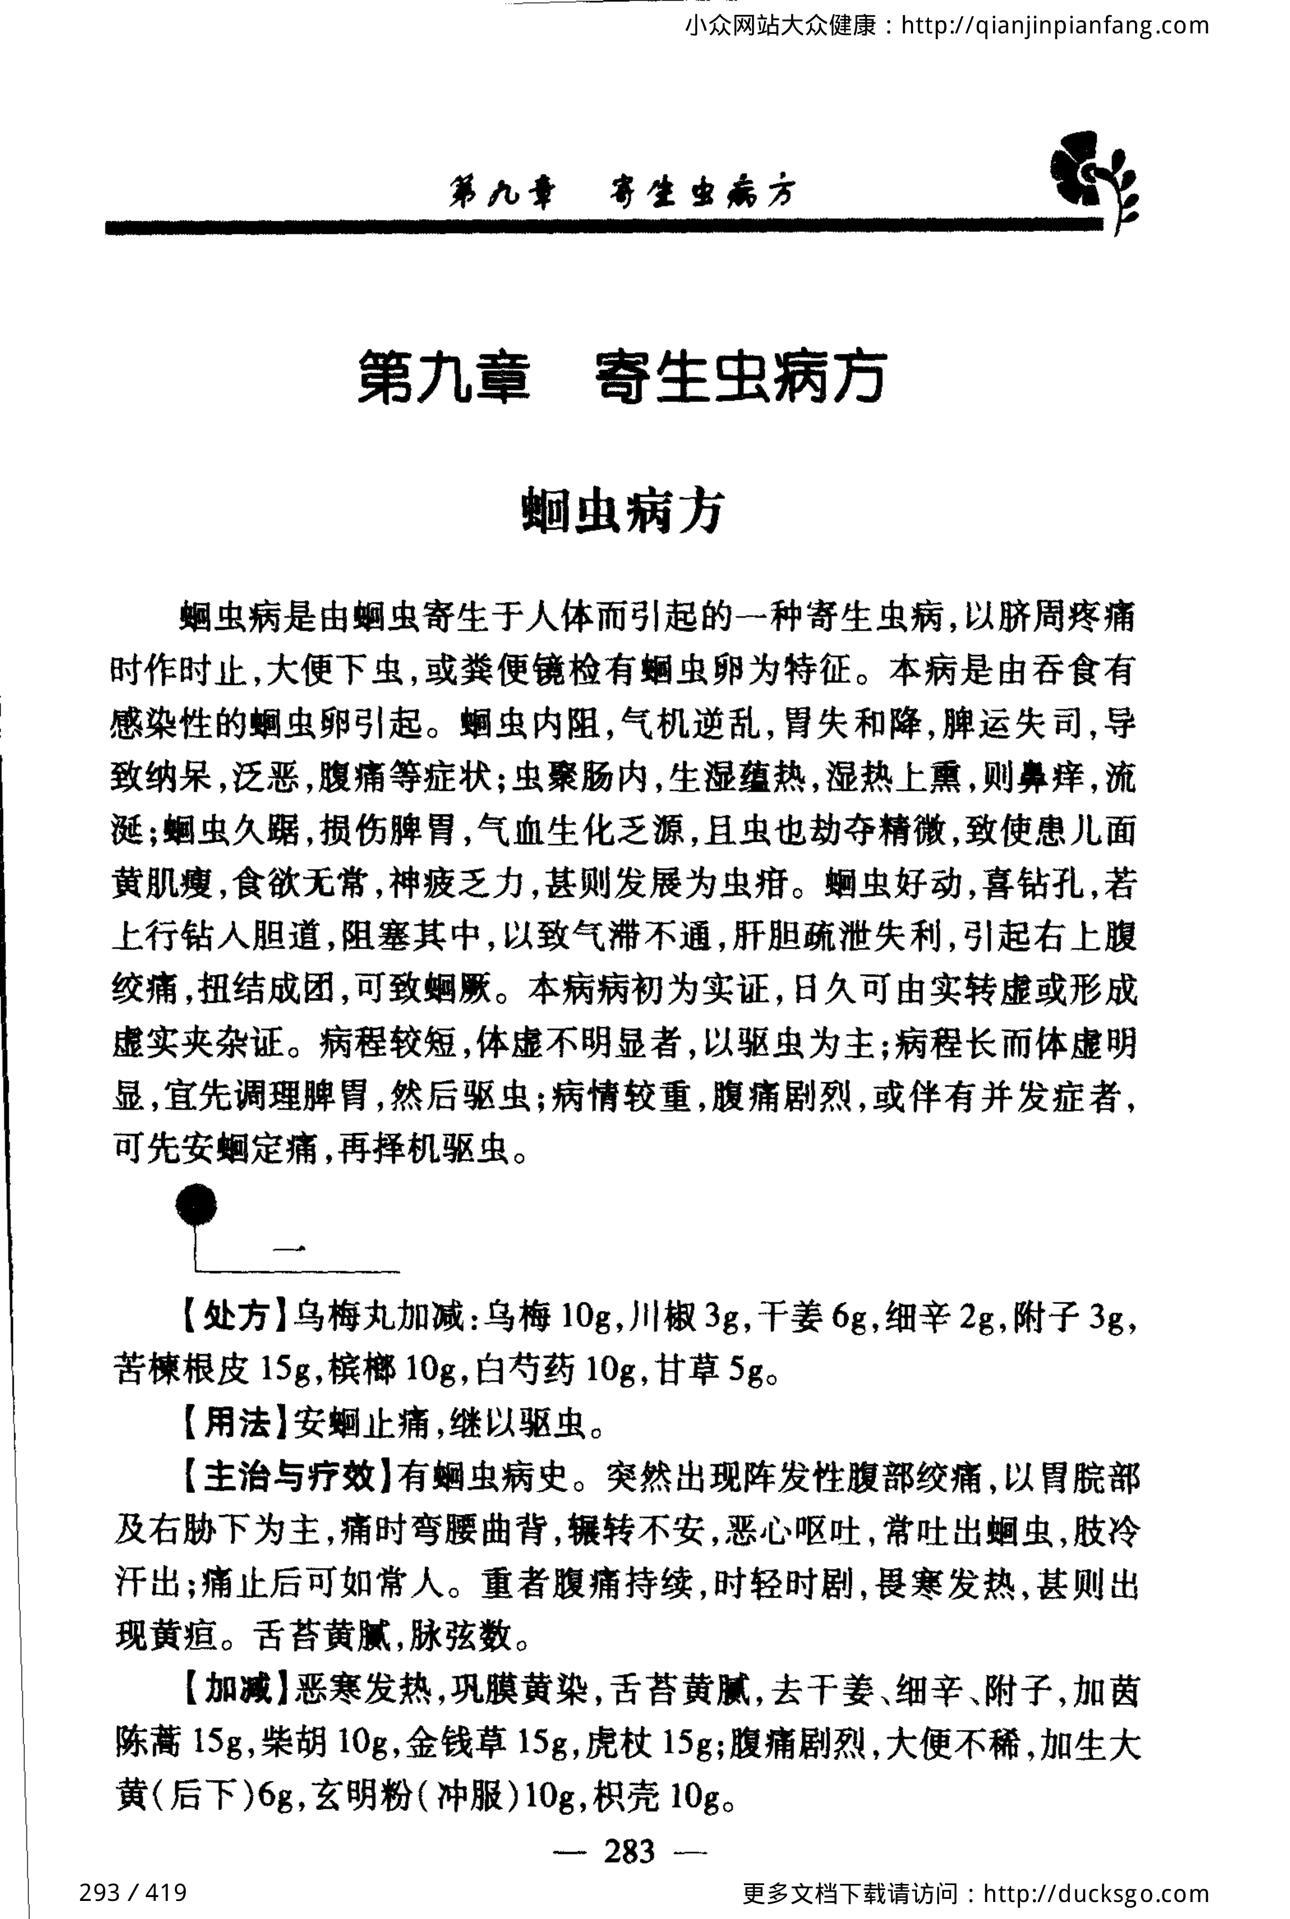 小众网站大众健康：http://qianjinpianfang.com
第九章　寄生虫病方
第九章　寄生虫病方
蛔虫病方
蛔虫病是由蛔虫寄生于人体而引起的一种寄生虫病,以脐周疼痛
时作时止,大便下虫,或粪便镜检有蛔虫卵为特征。本病是由吞食有
感染性的蛔虫卵引起。蛔虫内阻,气机逆乱,胃失和降,脾运失司,导
致纳呆,泛恶,腹痛等症状;虫聚肠内,生湿蕴热,湿热上熏,则鼻痒,流
涎;蛔虫久踞,损伤脾胃,气血生化乏源,且虫也劫夺精微,致使患儿面
黄肌瘦,食欲无常,神疲乏力,甚则发展为虫疳。蛔虫好动,喜钻孔,若
上行钻入胆道,阻塞其中,以致气滞不通,肝胆疏泄失利,引起右上腹
绞痛,扭结成团,可致蛔厥。本病病初为实证,日久可由实转虚或形成
虚实夹杂证。病程较短,体虚不明显者,以驱虫为主;病程长而体虚明
显,宜先调理脾胃,然后驱虫;病情较重,腹痛剧烈,或伴有并发症者,
可先安蛔定痛,再择机驱虫。
一
【处方】乌梅丸加减:乌梅 10g,川椒 3g,干姜 6g,细辛 2g,附子 3g,
苦楝根皮 15g,槟榔 10g,白芍药 10g,甘草 5g。
【用法】安蛔止痛,继以驱虫。
【主治与疗效】有蛔虫病史。突然出现阵发性腹部绞痛,以胃脘部
及右胁下为主,痛时弯腰曲背,辗转不安,恶心呕吐,常吐出蛔虫,肢冷
汗出;痛止后可如常人。重者腹痛持续,时轻时剧,畏寒发热,甚则出
现黄疸。舌苔黄腻,脉弦数。
【加减】恶寒发热,巩膜黄染,舌苔黄腻,去干姜、细辛、附子,加茵
陈蒿 15g,柴胡 10g,金钱草 15g,虎杖 15g;腹痛剧烈,大便不稀,加生大
黄(后下)6g,玄明粉(冲服)10g,枳壳 10g。
— 283 —
293 / 419
更多文档下载请访问：http://ducksgo.com